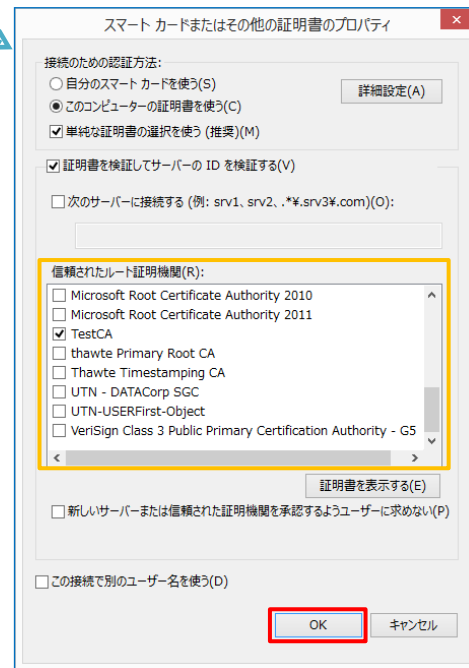 スマート カードまたはその他の証明書のプロパティ
接続のための認証方法:
自分のスマート カードを使う(S)
詳細設定(A)
このコンピューターの証明書を使う(C)
単純な証明書の選択を使う (推奨)(M)
証明書を検証してサーバーの ID を検証する(V)
次のサーバーに接続する (例: srv1、srv2、.*¥.srv3¥.com)(O):
信頼されたルート証明機関(R):
Microsoft Root Certificate Authority 2010
Microsoft Root Certificate Authority 2011
TestCA
thawte Primary Root CA
Thawte Timestamping CA
UTN - DATACorp SGC
UTN-USERFirst-Object
VeriSign Class 3 Public Primary Certification Authority - G5
証明書を表示する(E)
新しいサーバーまたは信頼された証明機関を承認するようユーザーに求めない(P)
この接続で別のユーザー名を使う(D)
OK
キャンセル